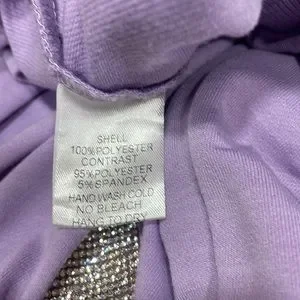 SHELL
100%POLYESTER
CONTRAST
95%POLYESTER
5%SPANDEX
HAND WASH COLD
NO BLEACH
HANG TO DRY